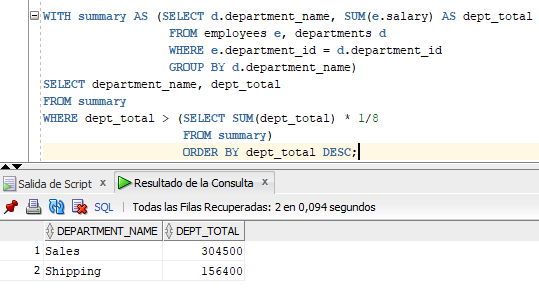 WITH summary AS (SELECT d.department_name, SUM(e.salary) AS dept_total
FROM employees e, departments d
WHERE e.department_id = d.department_id
GROUP BY d.department_name)
SELECT department_name, dept_total
FROM summary
WHERE dept_total > (SELECT SUM(dept_total) * 1/8
FROM summary)
ORDER BY dept_total DESC;
Salida de Script x Resultado de la Consulta x
SQL | Todas las Filas Recuperadas: 2 en 0,094 segundos
DEPARTMENT_NAME DEPT_TOTAL
1 Sales 304500
2 Shipping 156400